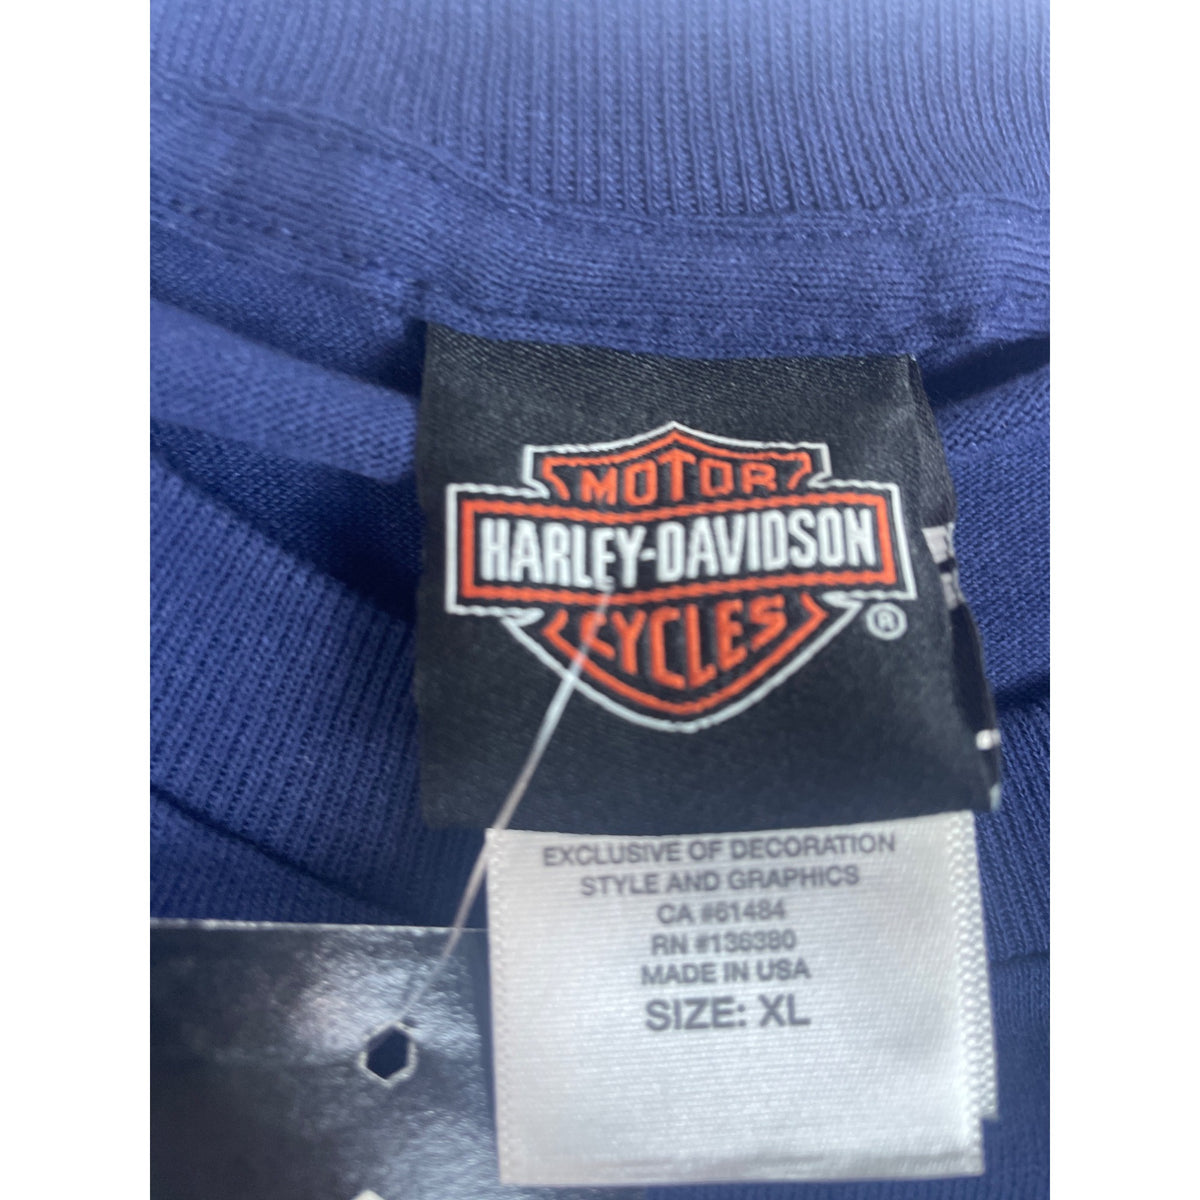 MOTOR
HARLEY-DAVIDSON
CYCLES
®
EXCLUSIVE OF DECORATION
STYLE AND GRAPHICS
CA #61484
RN #136380
MADE IN USA
SIZE: XL